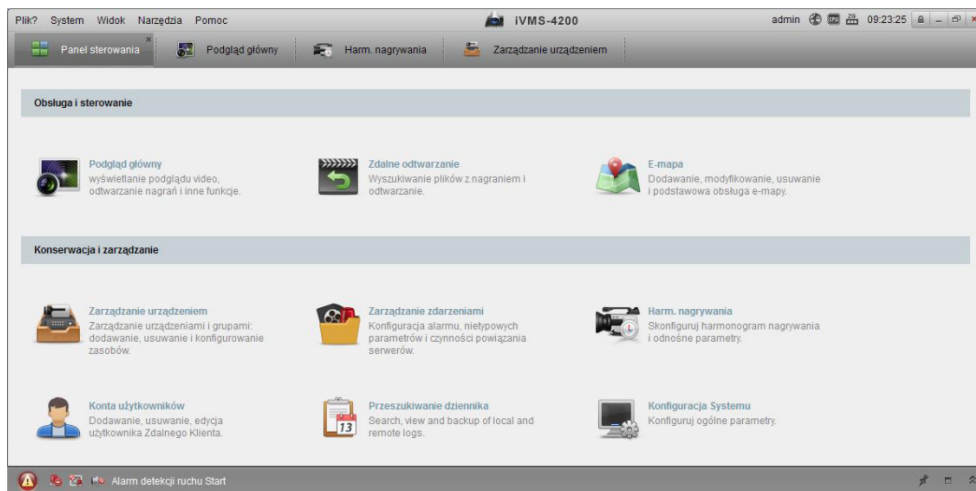 Plik? System Widok Narzędzia Pomoc
iVMS-4200
admin 09:23:25
Panel sterowania
Podgląd główny
Harm. nagrywania
Zarządzanie urządzeniem
Obsługa i sterowanie
Podgląd główny
wyświetlanie podglądu video,
odtwarzanie nagrań i inne funkcje.
Zdalne odtwarzanie
Wyszukiwanie plików z nagraniem i
odtwarzanie.
E-mapa
Dodawanie, modyfikowanie, usuwanie
i podstawowa obsługa e-mapy.
Konserwacja i zarządzanie
Zarządzanie urządzeniem
Zarządzanie urządzeniami i grupami:
dodawanie, usuwanie i konfigurowanie
zasobów.
Zarządzanie zdarzeniami
Konfiguracja alarmu, nietypowych
parametrów i czynności powiązania
serwerów.
Harm. nagrywania
Skonfiguruj harmonogram nagrywania
i odnośne parametry.
Konta użytkowników
Dodawanie, usuwanie, edycja
użytkownika Zdalnego Klienta.
13
Przeszukiwanie dziennika
Search, view and backup of local and
remote logs.
Konfiguracja Systemu
Konfiguruj ogólne parametry.
Alarm detekcji ruchu Start